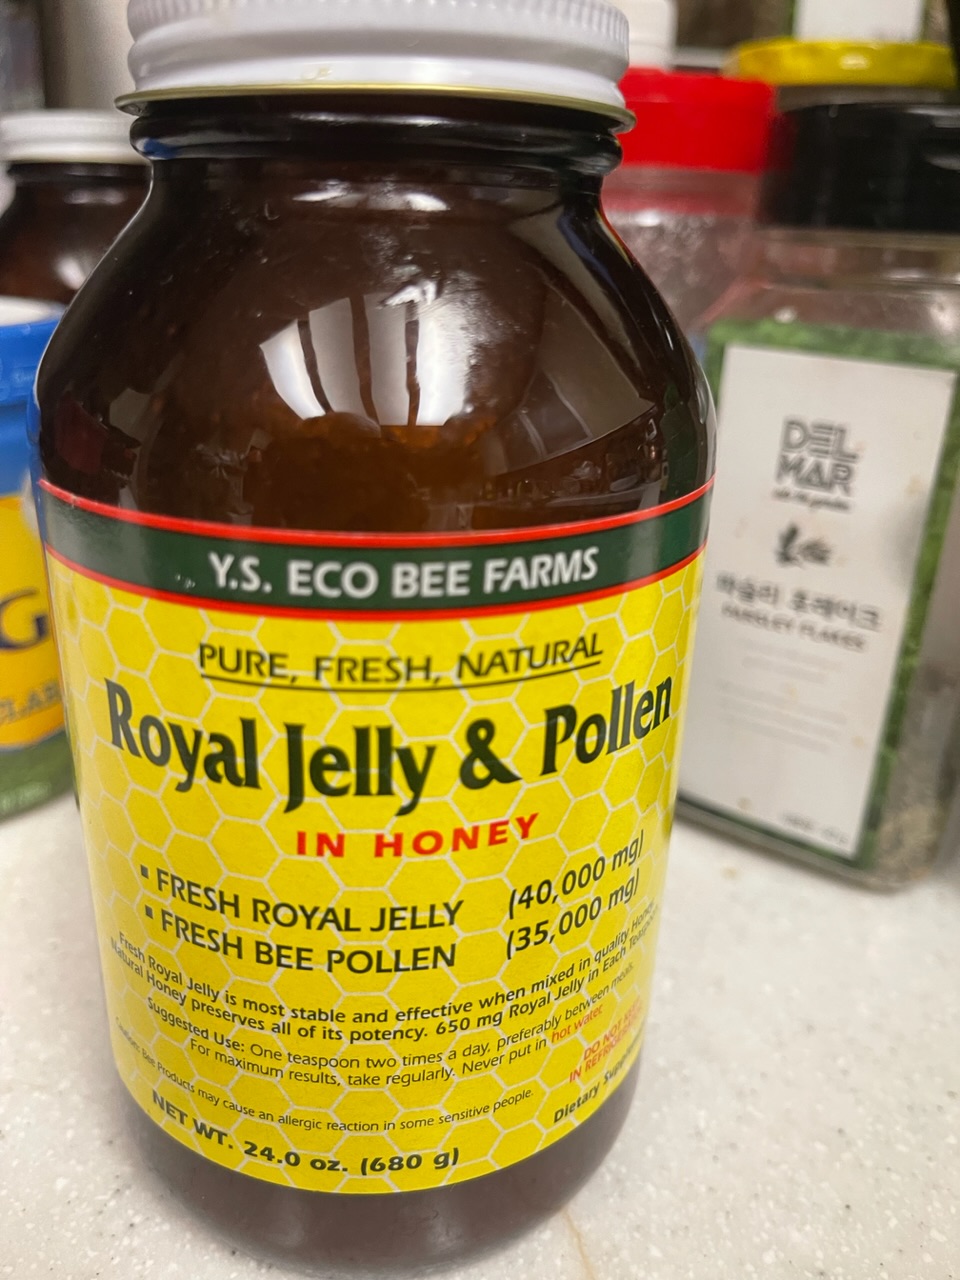 Y.S. ECO BEE FARMS
PURE, FRESH, NATURAL
Royal Jelly & Pollen
IN HONEY
▪ FRESH ROYAL JELLY (40,000 mg)
▪ FRESH BEE POLLEN (35,000 mg)
Fresh Royal Jelly is most stable and effective when mixed in quality Honey.
Natural Honey preserves all of its potency. 650 mg Royal Jelly in Each Teaspoon
Suggested Use: One teaspoon two times a day, preferably between meals.
For maximum results, take regularly. Never put in hot water
DO NOT KEEP
IN REFRIGERATOR
Caution: Bee Products may cause an allergic reaction in some sensitive people.
Dietary
NET WT. 24.0 oz. (680 g)
DEL
MAR
파슬리 후레이크
PARSLEY FLAKES
G